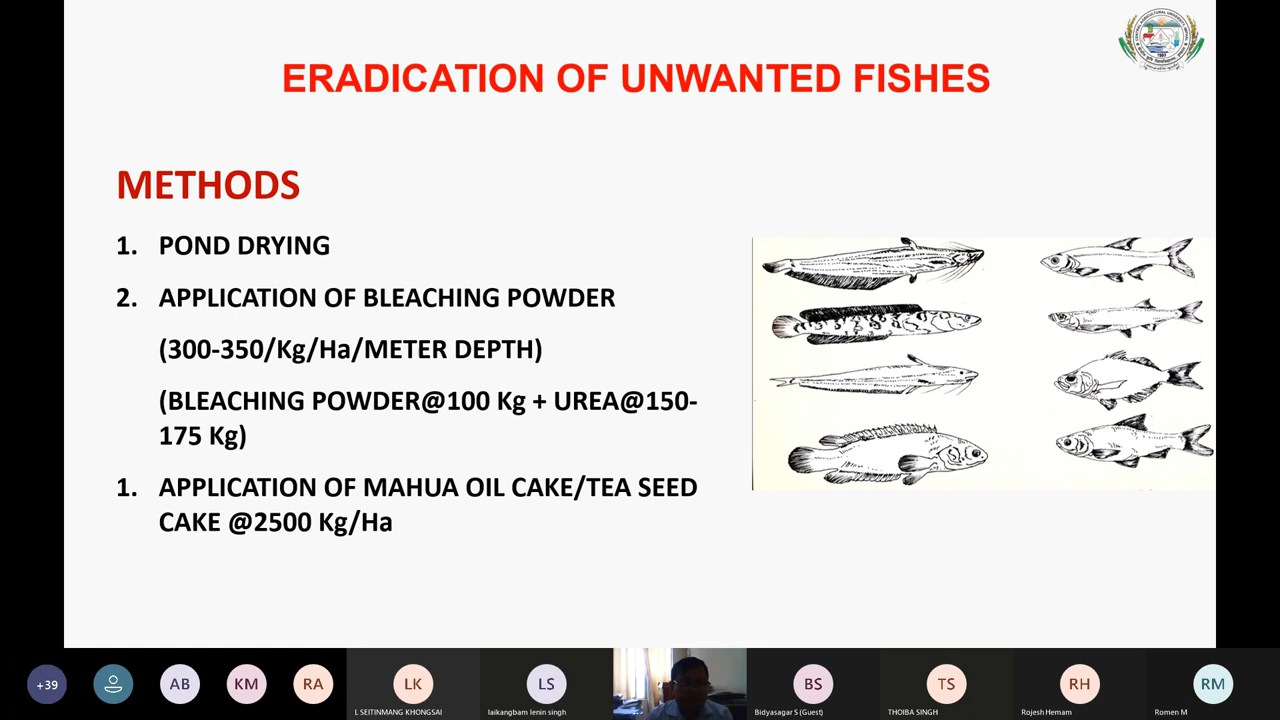 ERADICATION OF UNWANTED FISHES
METHODS
1. POND DRYING
2. APPLICATION OF BLEACHING POWDER
(300-350/Kg/Ha/METER DEPTH)
(BLEACHING POWDER@100 Kg + UREA@150-
175 Kg)
1. APPLICATION OF MAHUA OIL CAKE/TEA SEED
CAKE @2500 Kg/Ha
+39
AB
KM
RA
LK
LS
BS
TS
RH
RM
L SEITINMANG KHONGSAI
laikangbam lenin singh
Bidyasagar S (Guest)
THOIBA SINGH
Rojesh Hemam
Romen M